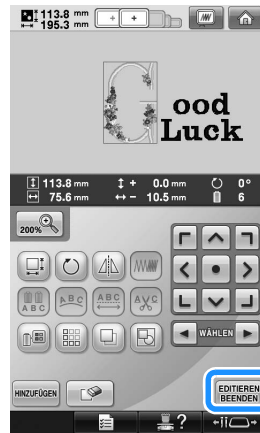 113.8 mm
195.3 mm
ood
Luck
113.8 mm + 0.0 mm 0°
75.6 mm - 10.5 mm 6
200%
A B C A B C A B C A C
WÄHLEN
HINZUFÜGEN
EDITIEREN
BEENDEN
?